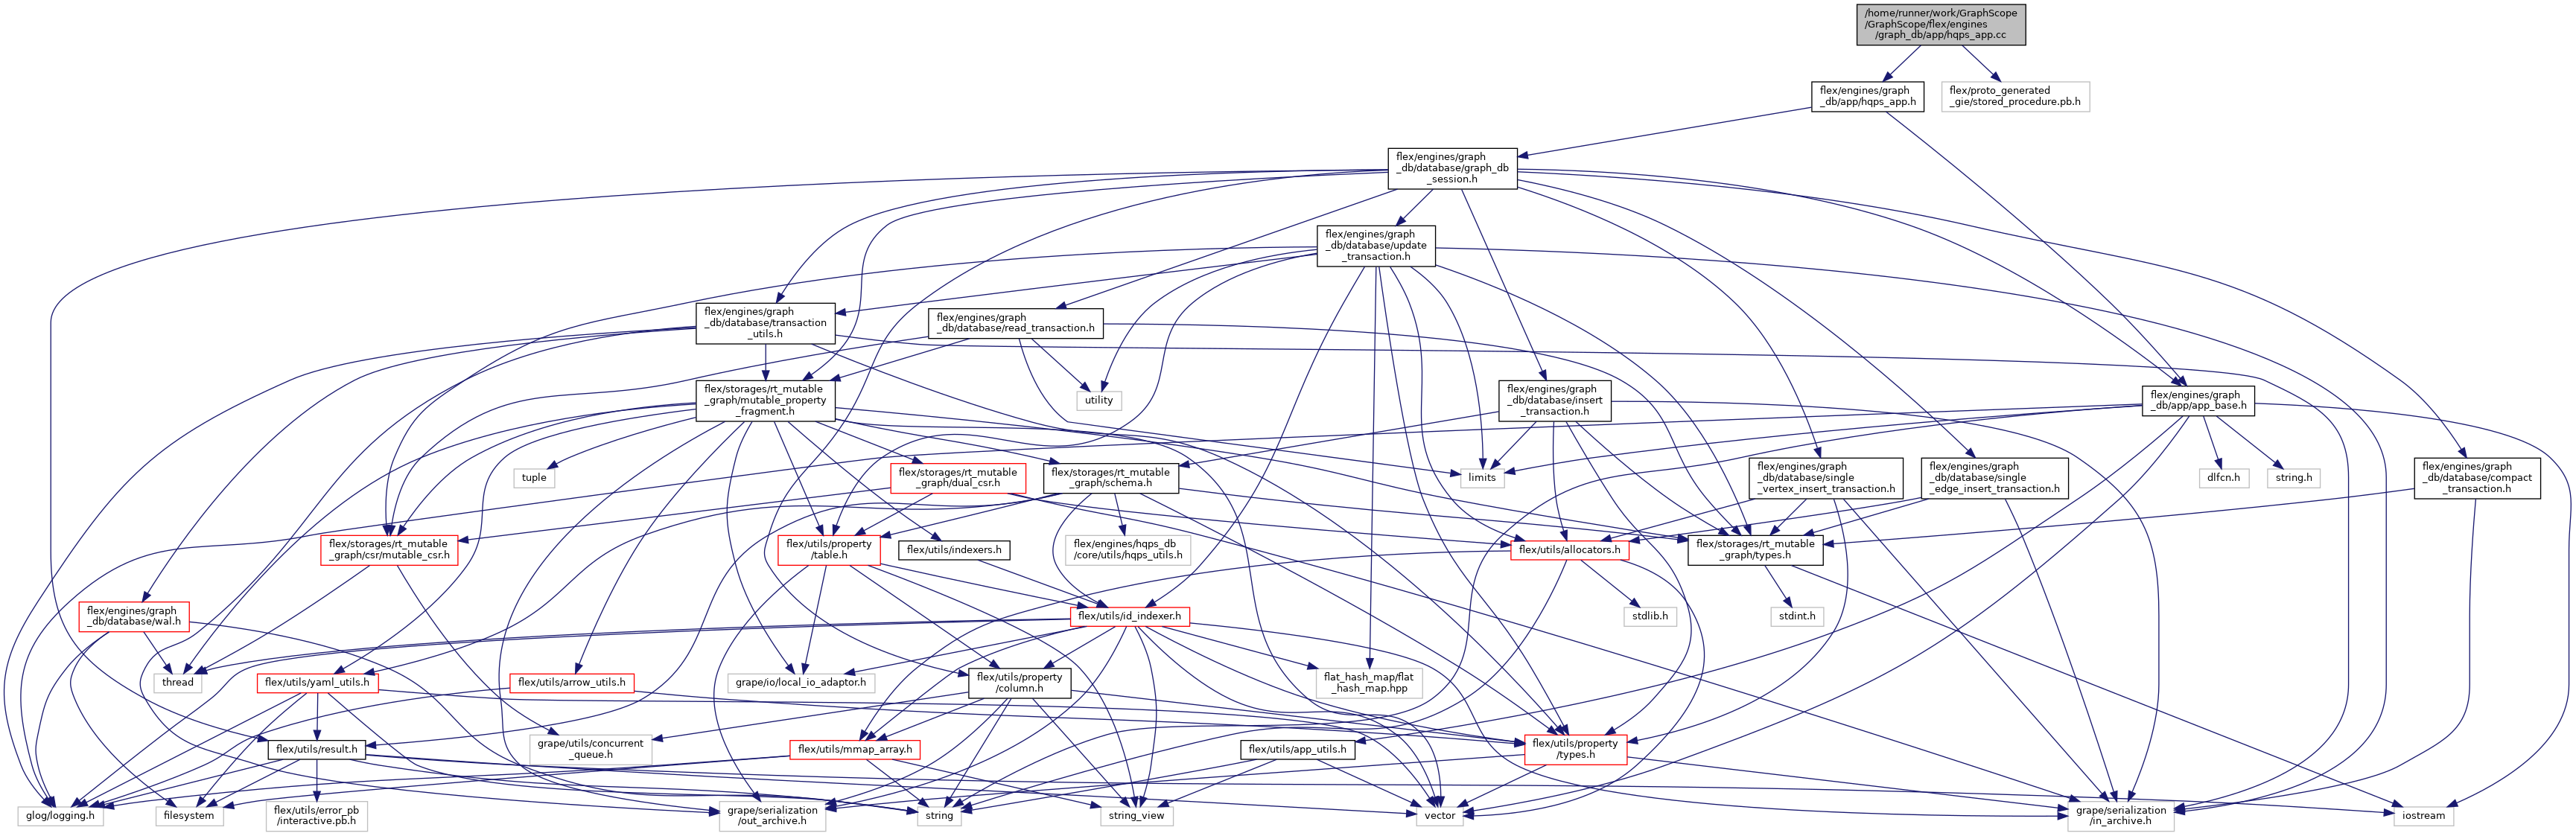 /home/runner/work/GraphScope
/GraphScope/flex/engines
/graph_db/app/hqps_app.cc
flex/engines/graph
_db/app/hqps_app.h
flex/proto_generated
_gie/stored_procedure.pb.h
flex/engines/graph
_db/database/graph_db
_session.h
flex/engines/graph
_db/database/update
_transaction.h
flex/engines/graph
_db/database/transaction
_utils.h
flex/engines/graph
_db/database/read_transaction.h
flex/storages/rt_mutable
_graph/mutable_property
_fragment.h
utility
flex/engines/graph
_db/database/insert
_transaction.h
flex/engines/graph
_db/app/app_base.h
tuple
flex/storages/rt_mutable
_graph/dual_csr.h
flex/storages/rt_mutable
_graph/schema.h
limits
flex/engines/graph
_db/database/single
_vertex_insert_transaction.h
flex/engines/graph
_db/database/single
_edge_insert_transaction.h
dlfcn.h
string.h
flex/engines/graph
_db/database/compact
_transaction.h
flex/storages/rt_mutable
_graph/csr/mutable_csr.h
flex/utils/property
/table.h
flex/utils/indexers.h
flex/engines/hqps_db
/core/utils/hqps_utils.h
flex/utils/allocators.h
flex/storages/rt_mutable
_graph/types.h
flex/engines/graph
_db/database/wal.h
flex/utils/id_indexer.h
stdlib.h
stdint.h
thread
flex/utils/yaml_utils.h
flex/utils/arrow_utils.h
grape/io/local_io_adaptor.h
flex/utils/property
/column.h
flat_hash_map/flat
_hash_map.hpp
flex/utils/result.h
grape/utils/concurrent
_queue.h
flex/utils/mmap_array.h
flex/utils/app_utils.h
flex/utils/property
/types.h
glog/logging.h
filesystem
flex/utils/error_pb
/interactive.pb.h
grape/serialization
/out_archive.h
string
string_view
vector
grape/serialization
/in_archive.h
iostream